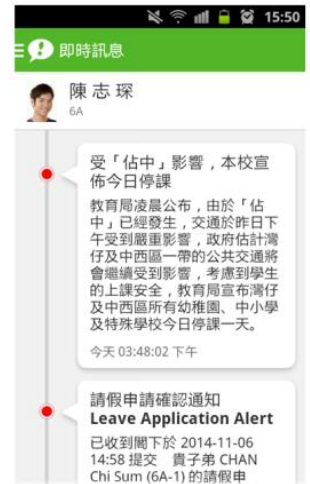 15:50
即時訊息
陳志琛
6A
受「佔中」影響，本校宣
佈今日停課
教育局凌晨公布，由於「佔
中」已經發生，交通於昨日下
午受到嚴重影響，政府估計灣
仔及中西區一帶的公共交通將
會繼續受到影響，考慮到學生
的上課安全，教育局宣布灣仔
及中西區所有幼稚園、中小學
及特殊學校今日停課一天。
今天 03:48:02 下午
請假申請確認通知
Leave Application Alert
已收到閣下於 2014-11-06
14:58 提交　貴子弟 CHAN
Chi Sum (6A-1) 的請假申